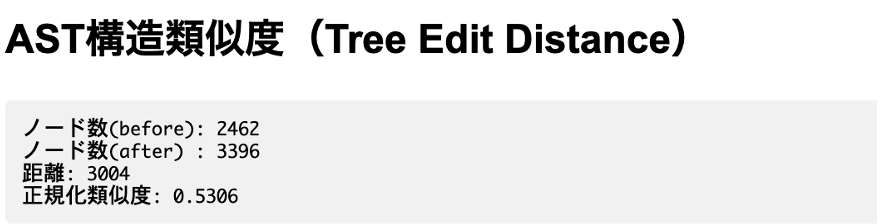 AST構造類似度（Tree Edit Distance）
ノード数(before): 2462
ノード数(after) : 3396
距離: 3004
正規化類似度: 0.5306